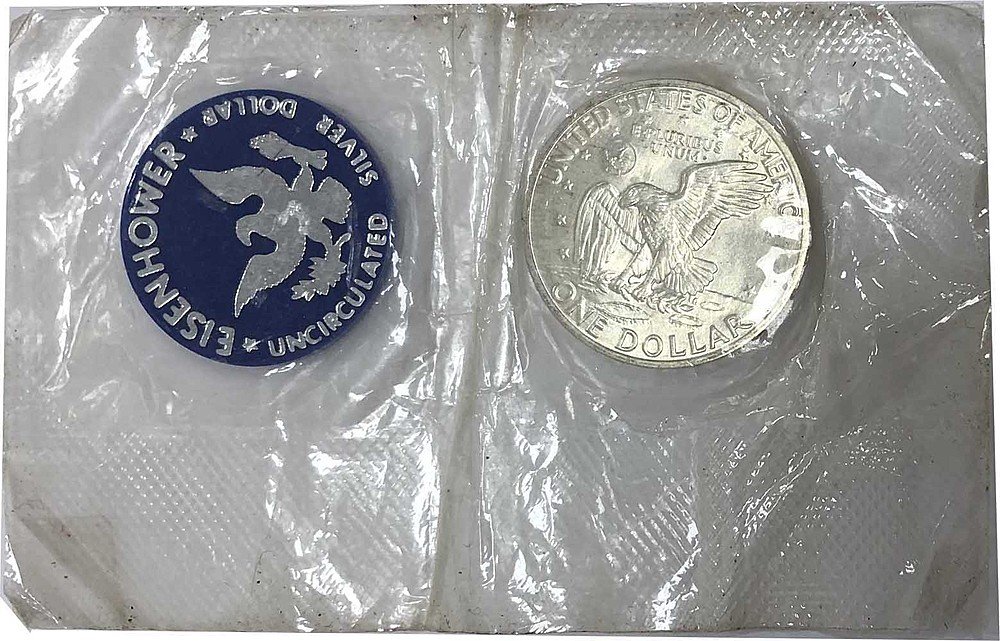 EISENHOWER ★ SILVER DOLLAR ★
UNCIRCULATED
UNITED STATES OF AMERICA
E PLURIBUS
UNUM
ONE DOLLAR